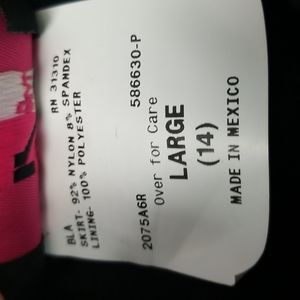 RN 31310
BLA
SKIRT- 92% NYLON 8% SPANDEX
LINING- 100% POLYESTER
2075A6R 586630-P
Over for Care
LARGE
(14)
MADE IN MEXICO